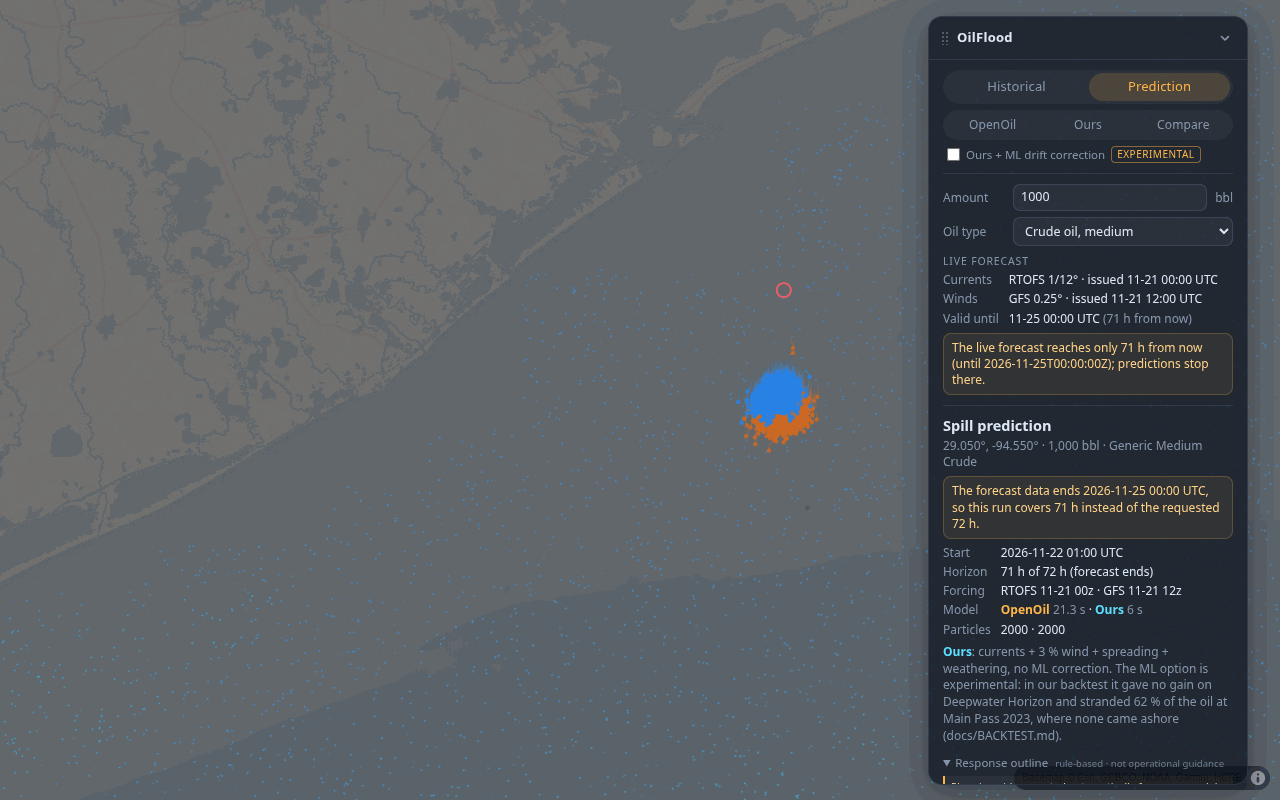 OilFlood
Historical
Prediction
OpenOil
Ours
Compare
Ours + ML drift correction EXPERIMENTAL
Amount 1000 bbl
Oil type Crude oil, medium
LIVE FORECAST
Currents RTOFS 1/12° · issued 11-21 00:00 UTC
Winds GFS 0.25° · issued 11-21 12:00 UTC
Valid until 11-25 00:00 UTC (71 h from now)
The live forecast reaches only 71 h from now
(until 2026-11-25T00:00:00Z); predictions stop
there.
Spill prediction
29.050°, -94.550° · 1,000 bbl · Generic Medium
Crude
The forecast data ends 2026-11-25 00:00 UTC,
so this run covers 71 h instead of the requested
72 h.
Start 2026-11-22 01:00 UTC
Horizon 71 h of 72 h (forecast ends)
Forcing RTOFS 11-21 00z · GFS 11-21 12z
Model OpenOil 21.3 s · Ours 6 s
Particles 2000 · 2000
Ours: currents + 3 % wind + spreading +
weathering, no ML correction. The ML option is
experimental: in our backtest it gave no gain on
Deepwater Horizon and stranded 62 % of the oil at
Main Pass 2023, where none came ashore
(docs/BACKTEST.md).
Response outline rule-based · not operational guidance